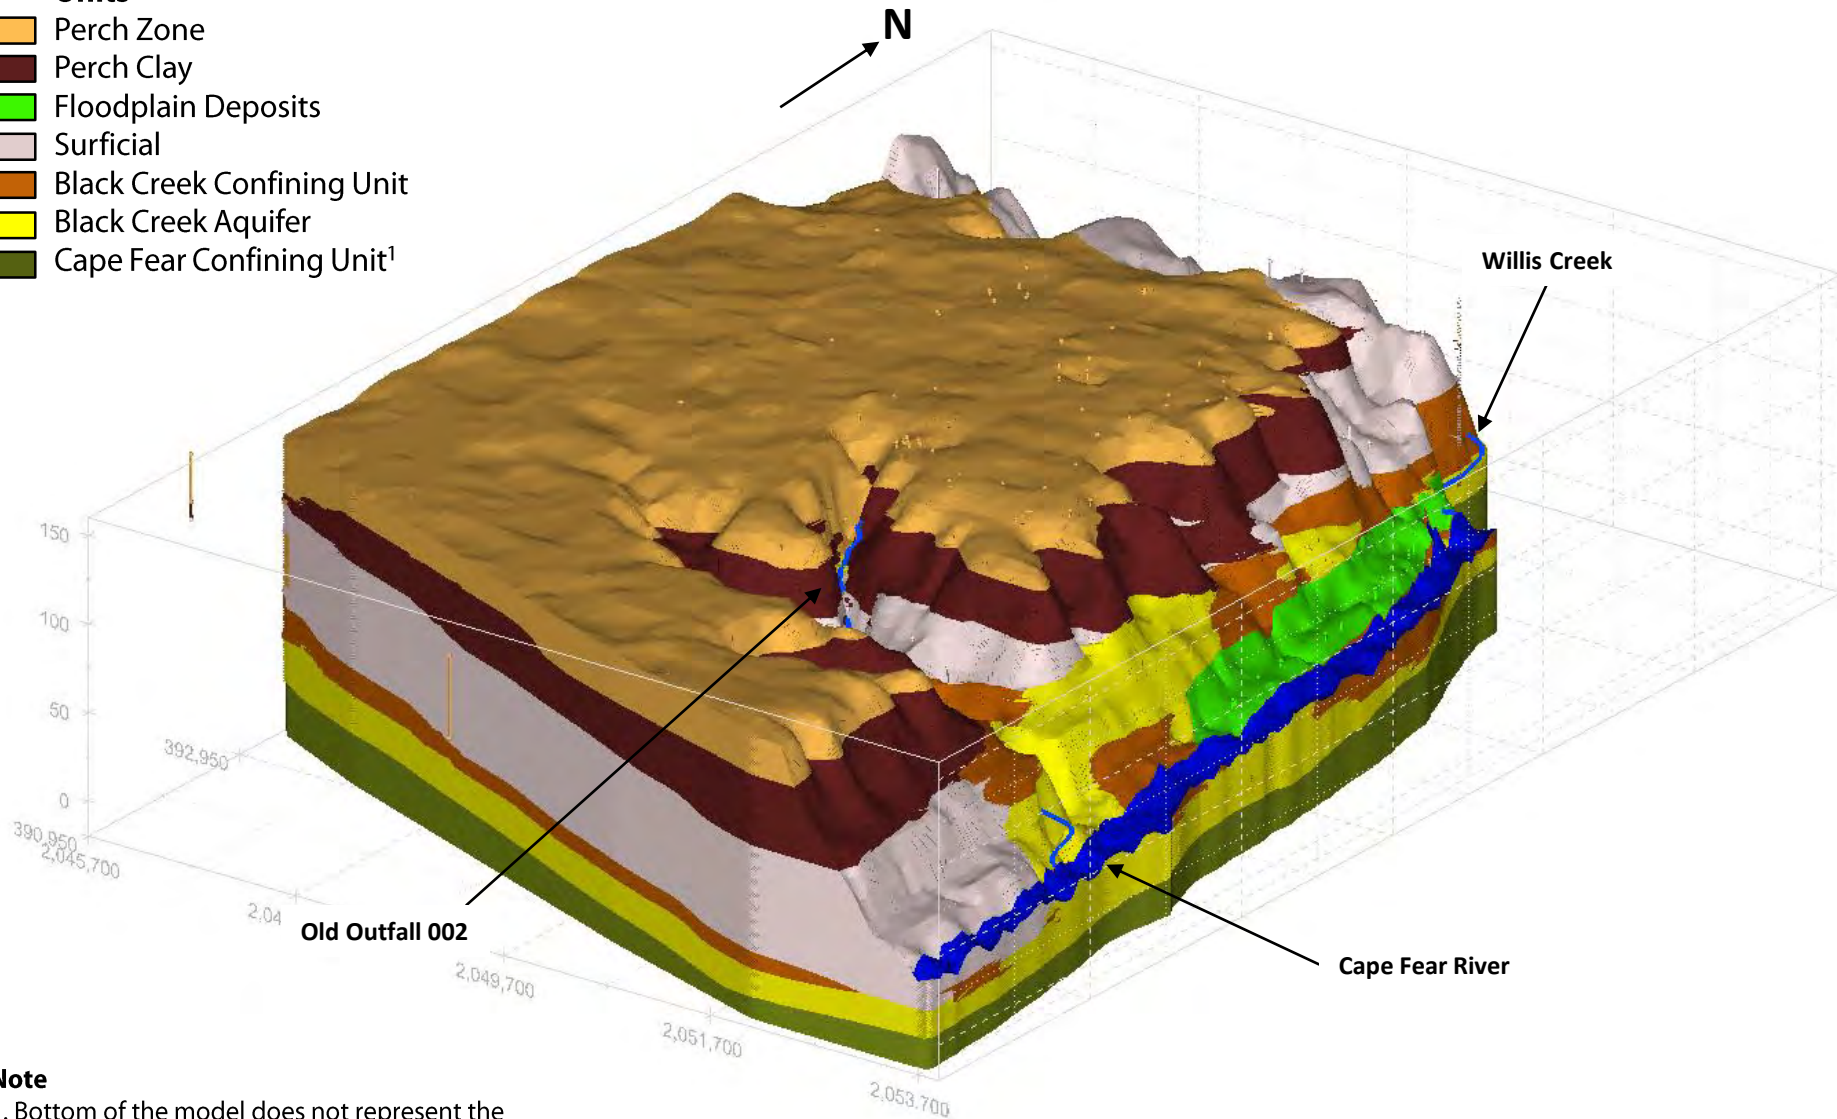 Units
Perch Zone
Perch Clay
Floodplain Deposits
Surficial
Black Creek Confining Unit
Black Creek Aquifer
Cape Fear Confining Unit¹
N
Willis Creek
Old Outfall 002
Cape Fear River
150
100
50
0
392,950
390,950
2,045,700
2,04
2,049,700
2,051,700
2,053,700
Note
. Bottom of the model does not represent the